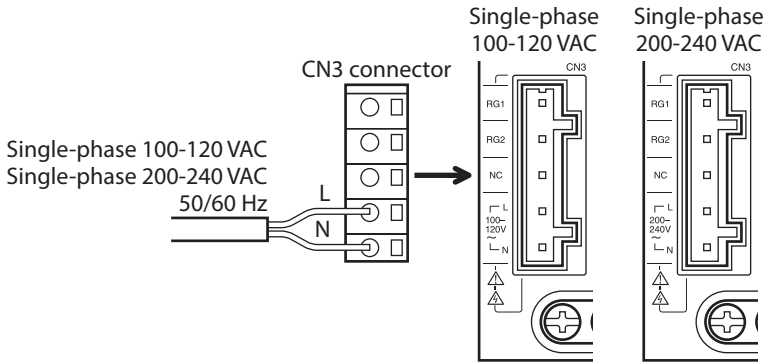 Single-phase
100-120 VAC
Single-phase
200-240 VAC
CN3 connector
Single-phase 100-120 VAC
Single-phase 200-240 VAC
50/60 Hz
L
N
CN3
RG1
RG2
NC
L
100–
120V
~
N
CN3
RG1
RG2
NC
L
200–
240V
~
N